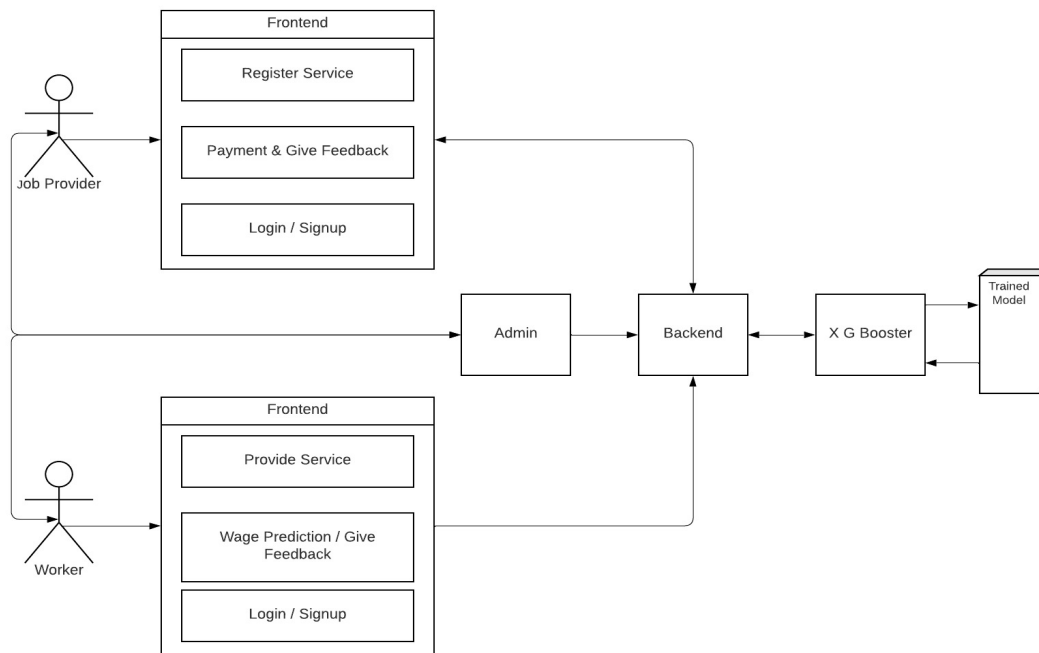 Frontend
Register Service
Payment & Give Feedback
Login / Signup
Job Provider
Admin
Backend
X G Booster
Trained
Model
Frontend
Provide Service
Wage Prediction / Give
Feedback
Login / Signup
Worker